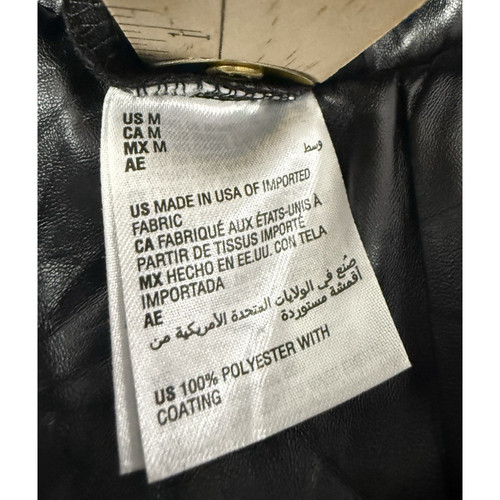 US M
CA M
MX M
AE وسط
US MADE IN USA OF IMPORTED
FABRIC
CA FABRIQUÉ AUX ÉTATS-UNIS À
PARTIR DE TISSUS IMPORTÉ
MX HECHO EN EE.UU. CON TELA
IMPORTADA
صُنع في الولايات المتحدة الأمريكية من
AE أقمشة مستوردة
US 100% POLYESTER WITH
COATING